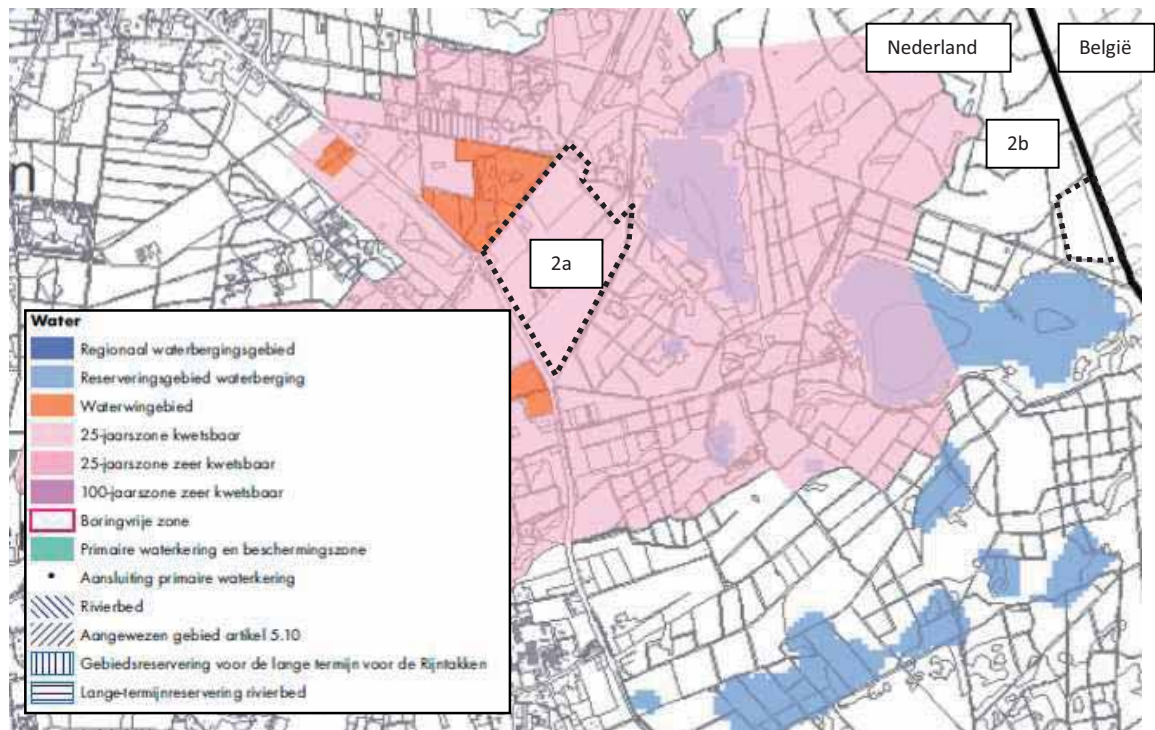 Nederland
België
2b
n
2a
Water
Regionaal waterbergingsgebied
Reserveringsgebied waterberging
Waterwingebied
25-jaarszone kwetsbaar
25-jaarszone zeer kwetsbaar
100-jaarszone zeer kwetsbaar
Boringvrije zone
Primaire waterkering en beschermingszone
Aansluiting primaire waterkering
Rivierbed
Aangewezen gebied artikel 5.10
Gebiedsreservering voor de lange termijn voor de Rijntakken
Lange-termijnreservering rivierbed